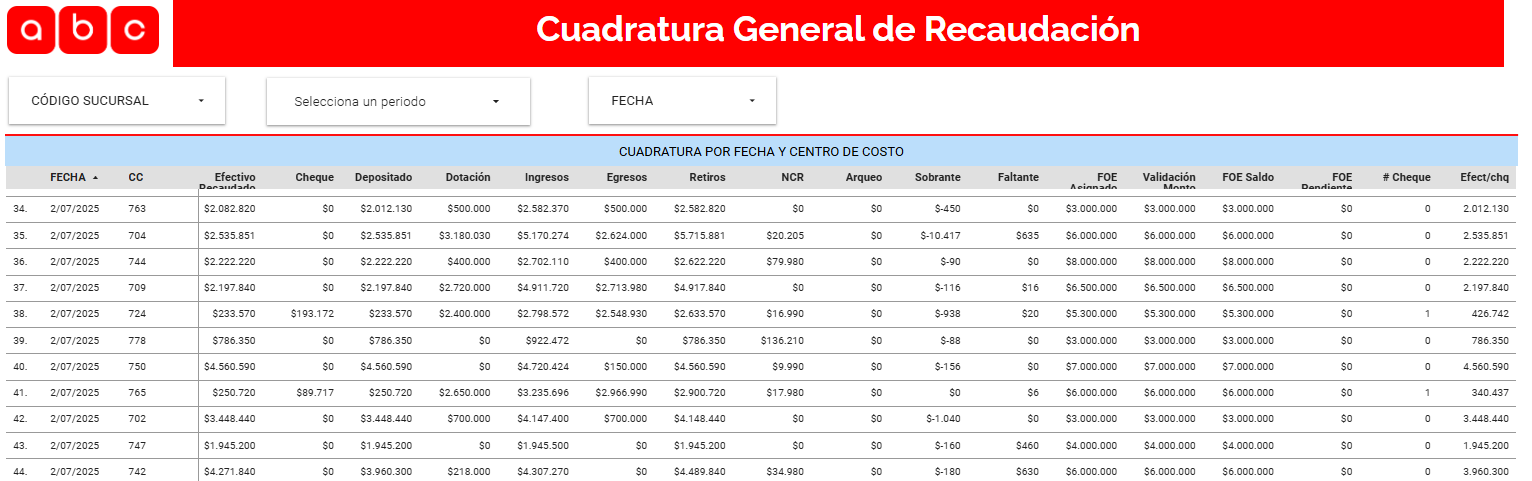 abc
Cuadratura General de Recaudación
CÓDIGO SUCURSAL Selecciona un periodo FECHA
CUADRATURA POR FECHA Y CENTRO DE COSTO
FECHA CC Efectivo Recaudado Cheque Depositado Dotación Ingresos Egresos Retiros NCR Arqueo Sobrante Faltante FOE Asignado Validación Monto FOE Saldo FOE Pendiente # Cheque Efect/chq
34. 2/07/2025 763 $2.082.820 $0 $2.012.130 $500.000 $2.582.370 $500.000 $2.582.820 $0 $0 $-450 $0 $3.000.000 $3.000.000 $3.000.000 $0 0 2.012.130
35. 2/07/2025 704 $2.535.851 $0 $2.535.851 $3.180.030 $5.170.274 $2.624.000 $5.715.881 $20.205 $0 $-10.417 $635 $6.000.000 $6.000.000 $6.000.000 $0 0 2.535.851
36. 2/07/2025 744 $2.222.220 $0 $2.222.220 $400.000 $2.702.110 $400.000 $2.622.220 $79.980 $0 $-90 $0 $8.000.000 $8.000.000 $8.000.000 $0 0 2.222.220
37. 2/07/2025 709 $2.197.840 $0 $2.197.840 $2.720.000 $4.911.720 $2.713.980 $4.917.840 $0 $0 $-116 $16 $6.500.000 $6.500.000 $6.500.000 $0 0 2.197.840
38. 2/07/2025 724 $233.570 $193.172 $233.570 $2.400.000 $2.798.572 $2.548.930 $2.633.570 $16.990 $0 $-938 $20 $5.300.000 $5.300.000 $5.300.000 $0 1 426.742
39. 2/07/2025 778 $786.350 $0 $786.350 $0 $922.472 $0 $786.350 $136.210 $0 $-88 $0 $3.000.000 $3.000.000 $3.000.000 $0 0 786.350
40. 2/07/2025 750 $4.560.590 $0 $4.560.590 $0 $4.720.424 $150.000 $4.560.590 $9.990 $0 $-156 $0 $7.000.000 $7.000.000 $7.000.000 $0 0 4.560.590
41. 2/07/2025 765 $250.720 $89.717 $250.720 $2.650.000 $3.235.696 $2.966.990 $2.900.720 $17.980 $0 $0 $6 $6.000.000 $6.000.000 $6.000.000 $0 1 340.437
42. 2/07/2025 702 $3.448.440 $0 $3.448.440 $700.000 $4.147.400 $700.000 $4.148.440 $0 $0 $-1.040 $0 $3.000.000 $3.000.000 $3.000.000 $0 0 3.448.440
43. 2/07/2025 747 $1.945.200 $0 $1.945.200 $0 $1.945.500 $0 $1.945.200 $0 $0 $-160 $460 $4.000.000 $4.000.000 $4.000.000 $0 0 1.945.200
44. 2/07/2025 742 $4.271.840 $0 $3.960.300 $218.000 $4.307.270 $0 $4.489.840 $34.980 $0 $-180 $630 $6.000.000 $6.000.000 $6.000.000 $0 0 3.960.300